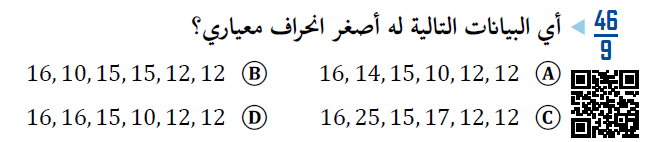 46/9 أي البيانات التالية له أصغر انحراف معياري؟
Ⓐ 16, 14, 15, 10, 12, 12 Ⓑ 16, 10, 15, 15, 12, 12
Ⓒ 16, 25, 15, 17, 12, 12 Ⓓ 16, 16, 15, 10, 12, 12